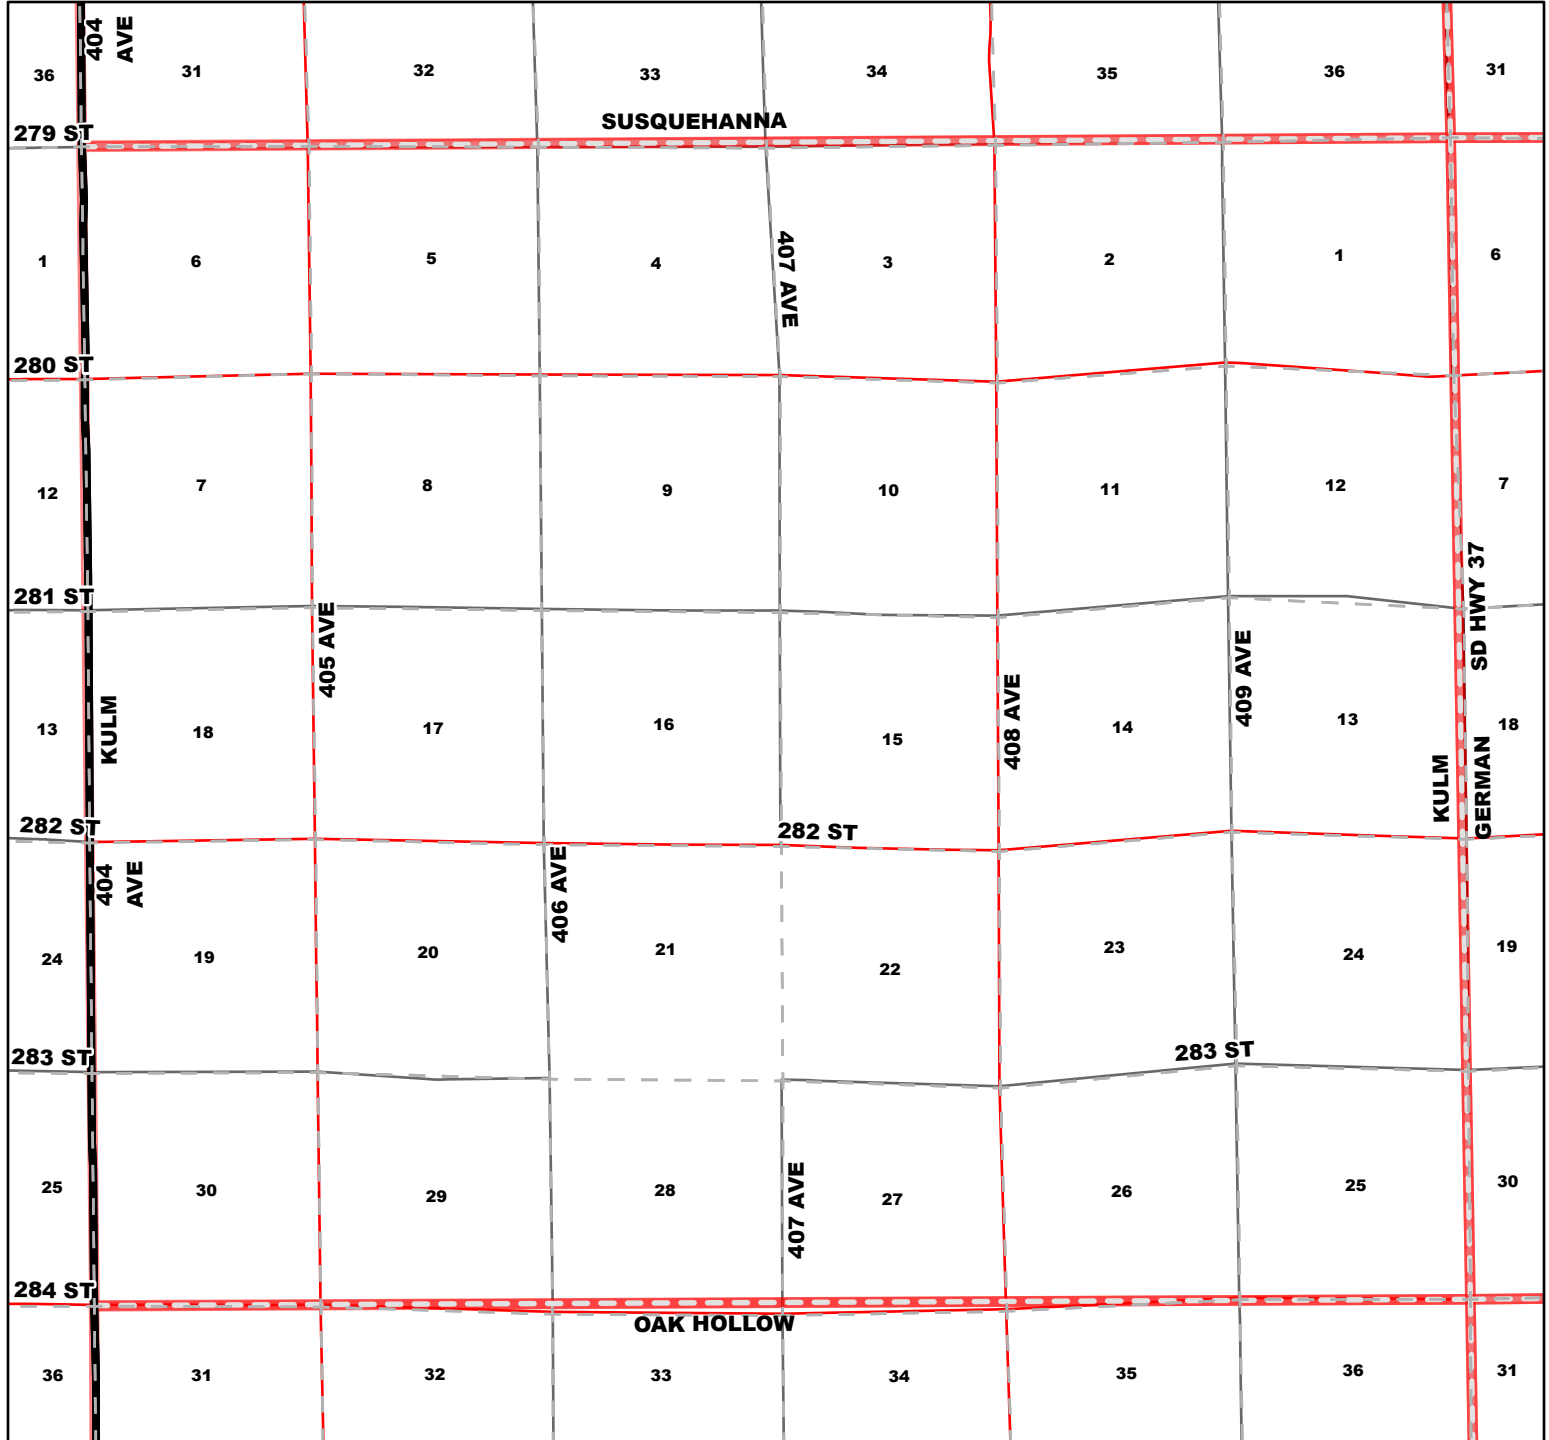 404 AVE
36 31 32 33 34 35 36 31
SUSQUEHANNA
279 ST
407 AVE
1 6 5 4 3 2 1 6
280 ST
12 7 8 9 10 11 12 7
SD HWY 37
281 ST
405 AVE
409 AVE
408 AVE
KULM
13 18 17 16 15 14 13 18
KULM
GERMAN
282 ST
282 ST
404 AVE
406 AVE
24 19 20 21 22 23 24 19
283 ST
283 ST
407 AVE
25 30 29 28 27 26 25 30
284 ST
OAK HOLLOW
36 31 32 33 34 35 36 31